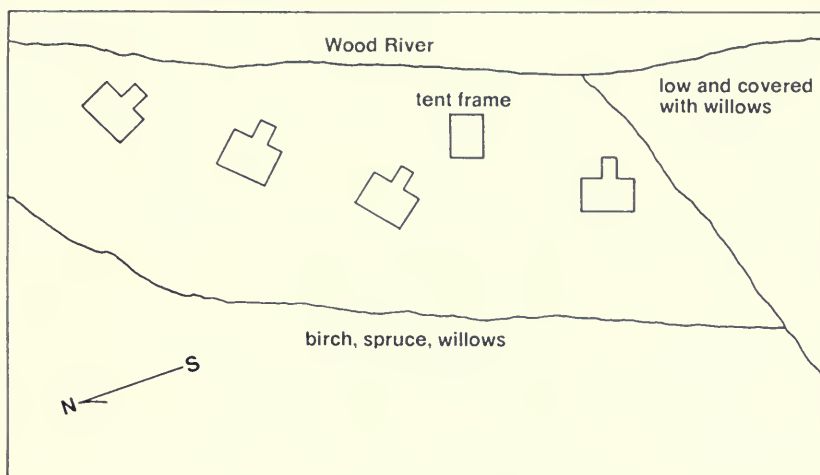 Wood River
low and covered
with willows
tent frame
birch, spruce, willows
S
N